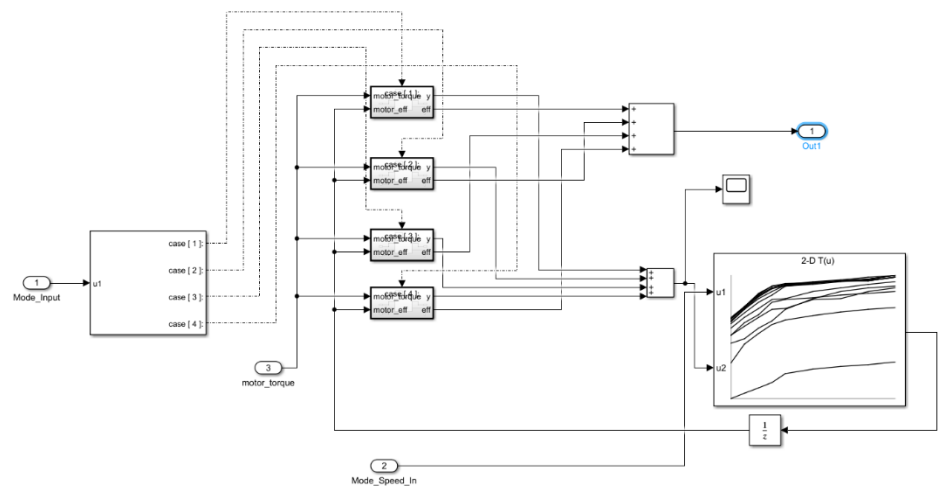 case [ 1 ]:
motor_torque y
motor_eff eff
+
+
+
+
1
Out1
case [ 2 ]:
motor_torque y
motor_eff eff
case [ 3 ]:
motor_torque y
motor_eff eff
case [ 4 ]:
motor_torque y
motor_eff eff
+
+
+
+
1
Mode_Input
u1
case [ 1 ]:
case [ 2 ]:
case [ 3 ]:
case [ 4 ]:
3
motor_torque
2-D T(u)
u1
u2
1
z
2
Mode_Speed_In